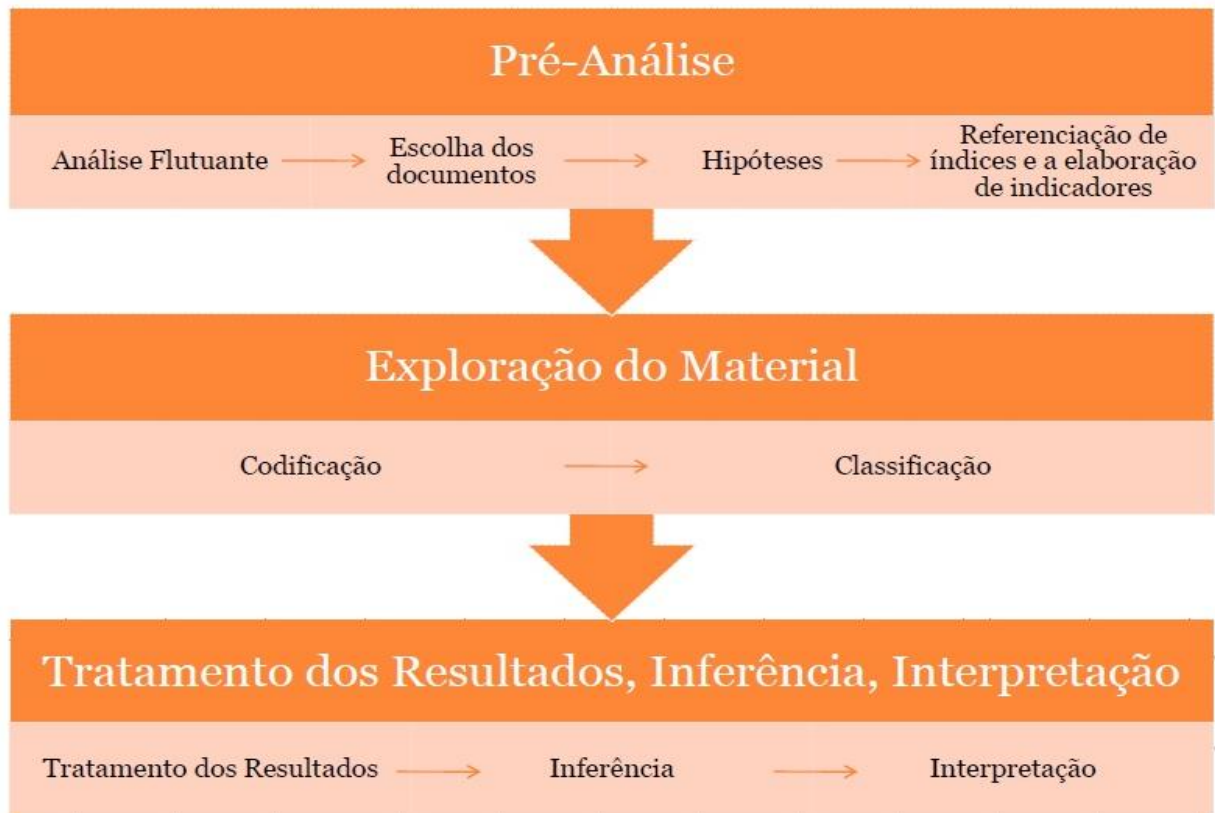 Pré-Análise
Análise Flutuante
Escolha dos
documentos
Hipóteses
Referenciação de
índices e a elaboração
de indicadores
Exploração do Material
Codificação
Classificação
Tratamento dos Resultados, Inferência, Interpretação
Tratamento dos Resultados
Inferência
Interpretação